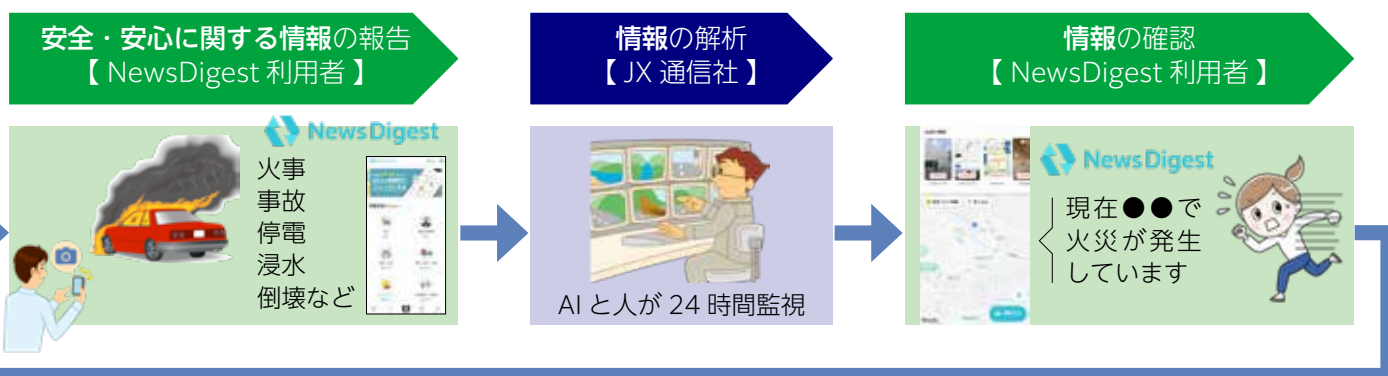 安全・安心に関する情報の報告
【 NewsDigest 利用者 】
NewsDigest
火事
事故
停電
浸水
倒壊など
情報の解析
【 JX 通信社 】
AI と人が 24 時間監視
情報の確認
【 NewsDigest 利用者 】
NewsDigest
現在●●で
火災が発生
しています